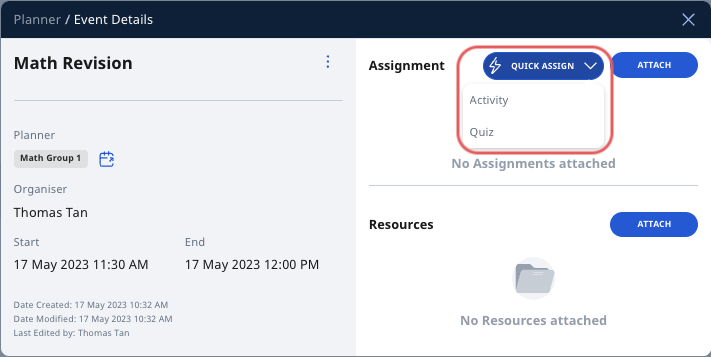 Planner / Event Details
Math Revision
Planner
Math Group 1
Organiser
Thomas Tan
Start End
17 May 2023 11:30 AM 17 May 2023 12:00 PM
Date Created: 17 May 2023 10:32 AM
Date Modified: 17 May 2023 10:32 AM
Last Edited by: Thomas Tan
Assignment QUICK ASSIGN ATTACH
Activity
Quiz
No Assignments attached
Resources ATTACH
No Resources attached